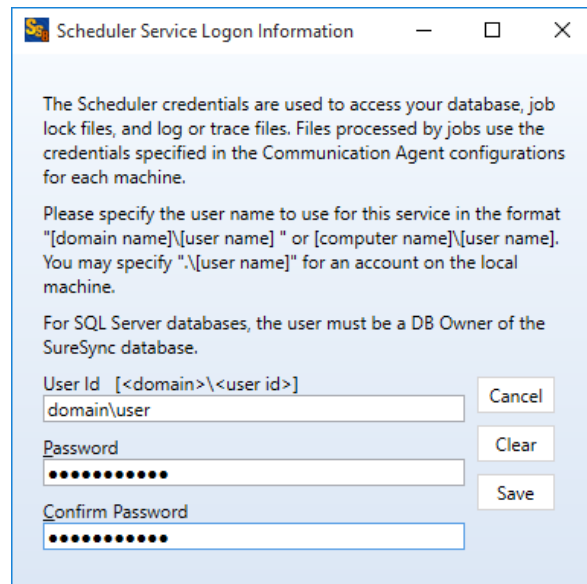 Scheduler Service Logon Information
The Scheduler credentials are used to access your database, job
lock files, and log or trace files. Files processed by jobs use the
credentials specified in the Communication Agent configurations
for each machine.
Please specify the user name to use for this service in the format
"[domain name]\[user name] " or [computer name]\[user name].
You may specify ".\[user name]" for an account on the local
machine.
For SQL Server databases, the user must be a DB Owner of the
SureSync database.
User Id [<domain>\<user id>]
domain\user
Cancel
Password
●●●●●●●●●●●
Clear
Confirm Password
●●●●●●●●●●●
Save